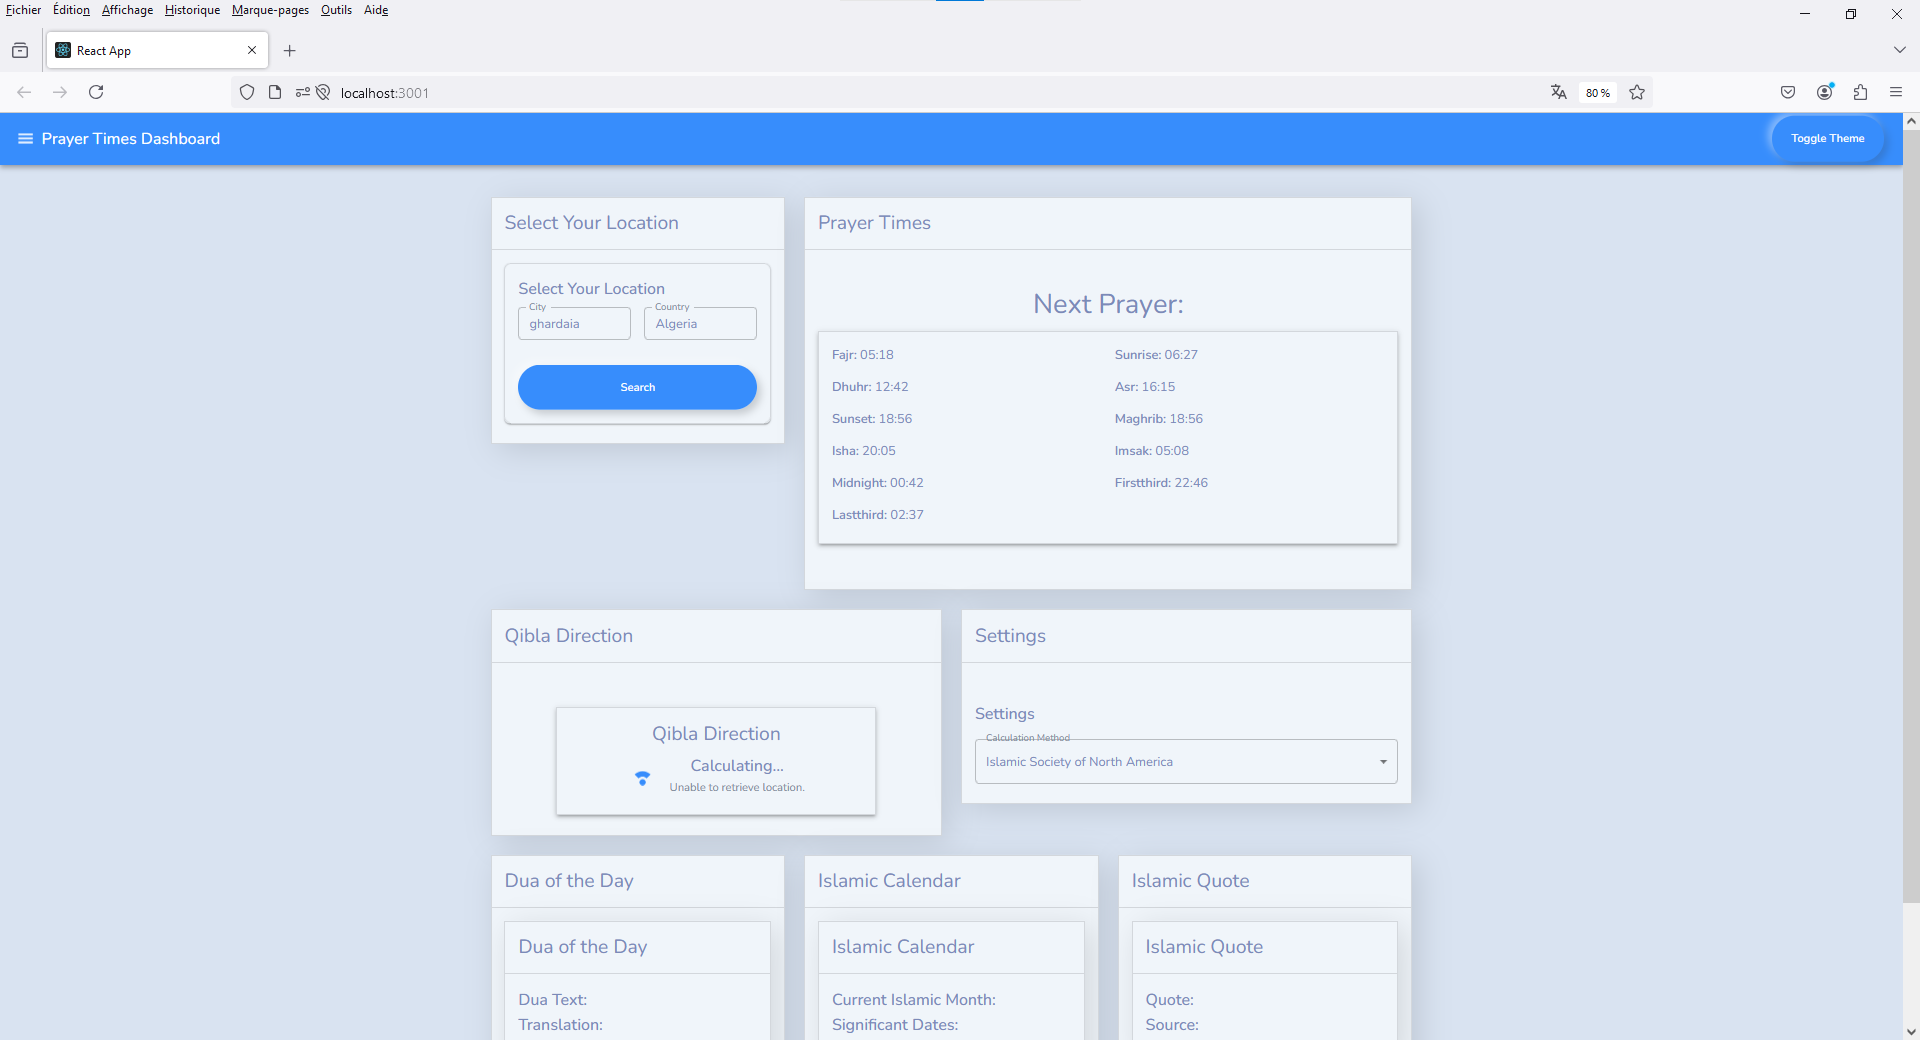 Fichier Édition Affichage Historique Marque-pages Outils Aide
React App
localhost:3001
80 %
Prayer Times Dashboard
Toggle Theme
Select Your Location
Select Your Location
City
ghardaia
Country
Algeria
Search
Prayer Times
Next Prayer:
Fajr: 05:18
Sunrise: 06:27
Dhuhr: 12:42
Asr: 16:15
Sunset: 18:56
Maghrib: 18:56
Isha: 20:05
Imsak: 05:08
Midnight: 00:42
Firstthird: 22:46
Lastthird: 02:37
Qibla Direction
Qibla Direction
Calculating...
Unable to retrieve location.
Settings
Settings
Calculation Method
Islamic Society of North America
Dua of the Day
Dua of the Day
Dua Text:
Translation:
Islamic Calendar
Islamic Calendar
Current Islamic Month:
Significant Dates:
Islamic Quote
Islamic Quote
Quote:
Source: